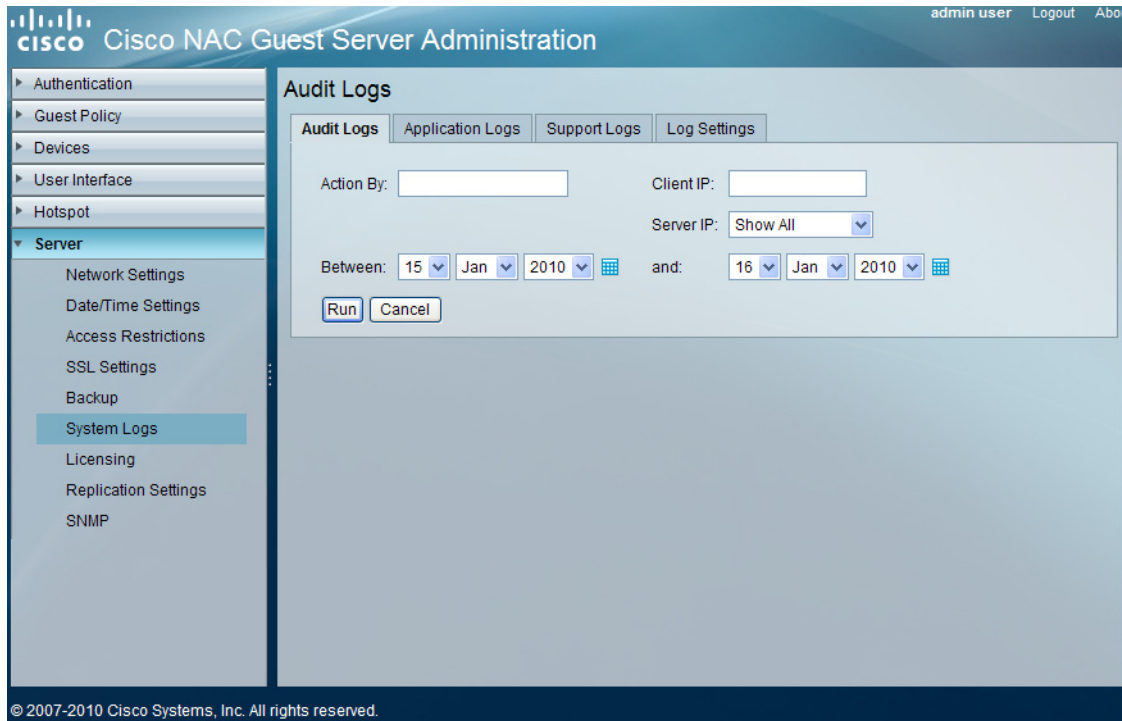 admin user Logout Abo
CISCO Cisco NAC Guest Server Administration
Authentication
Guest Policy
Devices
User Interface
Hotspot
Server
Network Settings
Date/Time Settings
Access Restrictions
SSL Settings
Backup
System Logs
Licensing
Replication Settings
SNMP
Audit Logs
Audit Logs Application Logs Support Logs Log Settings
Action By: Client IP:
Server IP: Show All
Between: 15 Jan 2010 and: 16 Jan 2010
Run Cancel
© 2007-2010 Cisco Systems, Inc. All rights reserved.